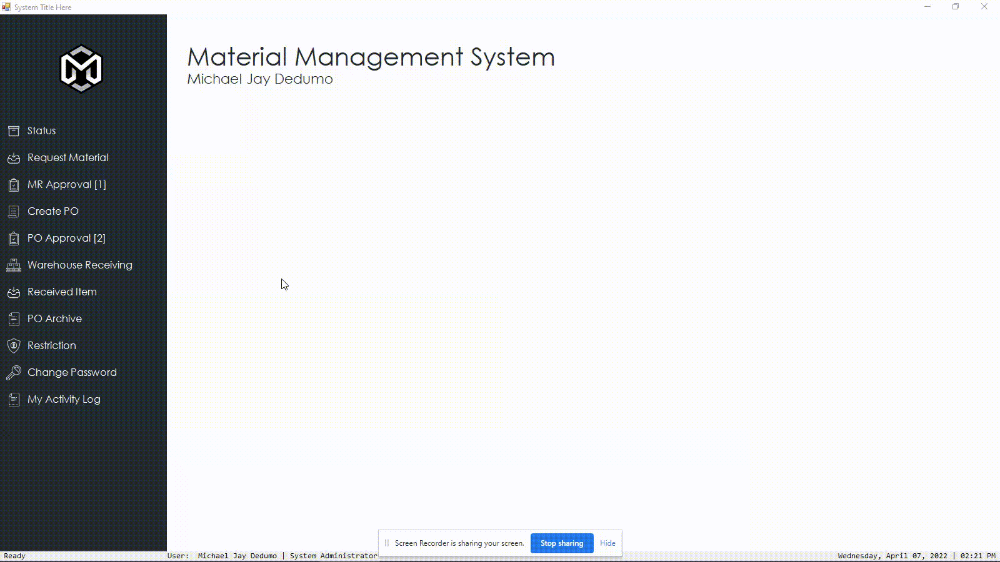 System Title Here
Material Management System
Michael Jay Dedumo
Status
Request Material
MR Approval [1]
Create PO
PO Approval [2]
Warehouse Receiving
Received Item
PO Archive
Restriction
Change Password
My Activity Log
Screen Recorder is sharing your screen. Stop sharing Hide
Ready User: Michael Jay Dedumo | System Administrator Wednesday, April 07, 2022 | 02:21 PM